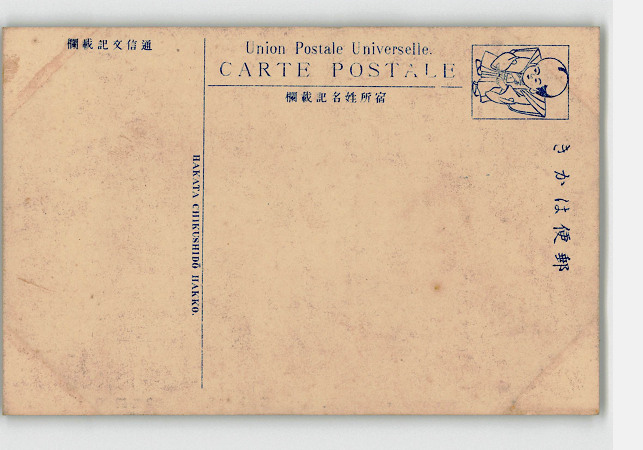 通信文記載欄
Union Postale Universelle.
CARTE POSTALE
宿所姓名記載欄
郵便はかき
HAKATA CHIKUSHIDŌ HAKKO.